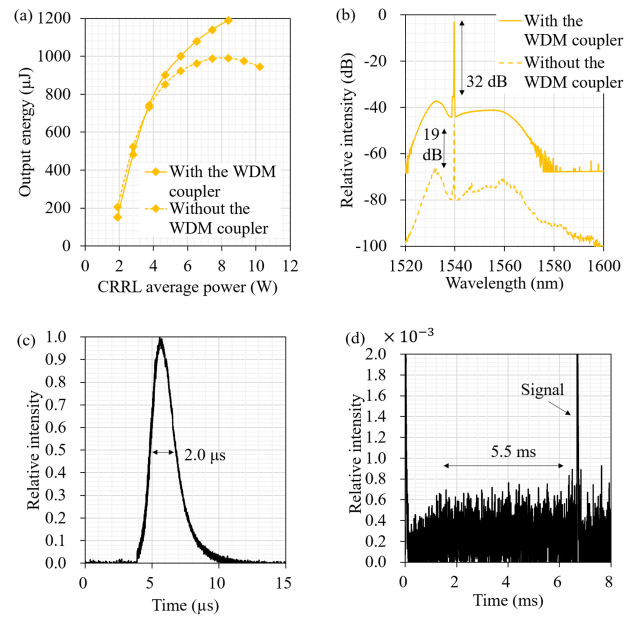 (a)
1200
1000
800
600
400
200
0
Output energy (µJ)
With the WDM
coupler
Without the
WDM coupler
0 2 4 6 8 10 12
CRRL average power (W)
(b)
0
-20
-40
-60
-80
-100
Relative intensity (dB)
With the
WDM coupler
Without the
WDM coupler
32 dB
19
dB
1520 1540 1560 1580 1600
Wavelength (nm)
(c)
1.0
0.9
0.8
0.7
0.6
0.5
0.4
0.3
0.2
0.1
0.0
Relative intensity
2.0 µs
0 5 10 15
Time (µs)
(d)
× 10⁻³
2.0
1.8
1.6
1.4
1.2
1.0
0.8
0.6
0.4
0.2
0.0
Relative intensity
Signal
5.5 ms
0 2 4 6 8
Time (ms)